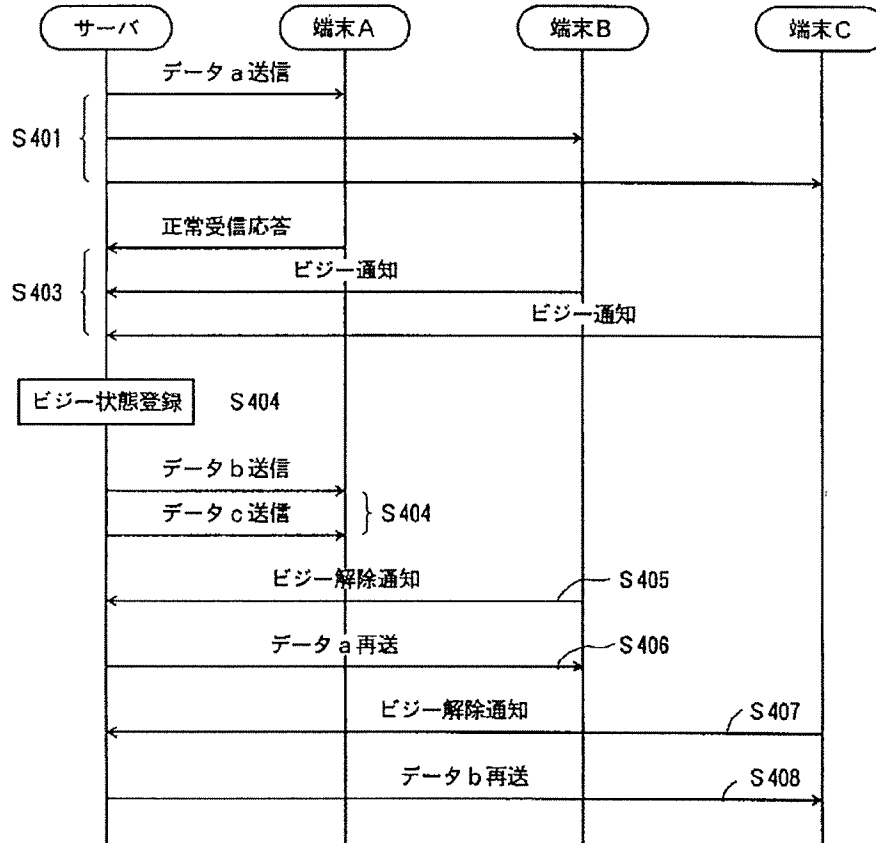 サーバ
端末A
端末B
端末C
データa送信
S401
正常受信応答
ビジー通知
S403
ビジー通知
ビジー状態登録
S404
データb送信
データc送信
S404
ビジー解除通知
S405
データa再送
S406
ビジー解除通知
S407
データb再送
S408